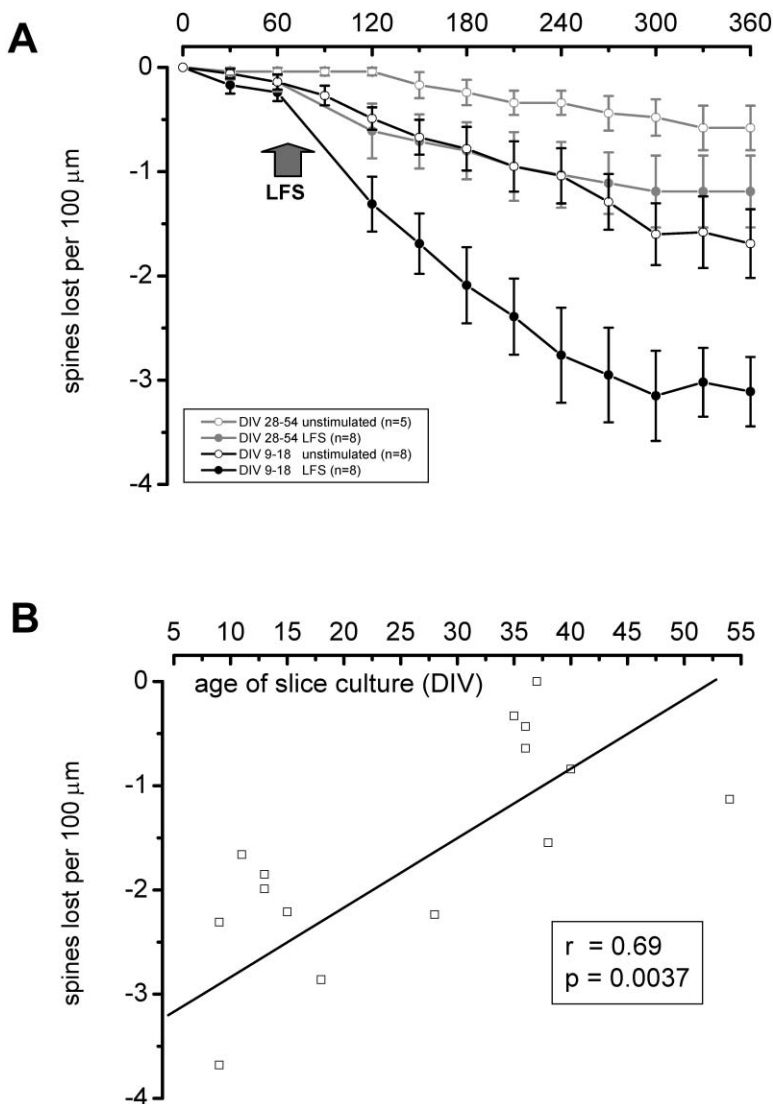 A
0 60 120 180 240 300 360
0
-1
-2
-3
-4
spines lost per 100 μm
LFS
DIV 28-54 unstimulated (n=5)
DIV 28-54 LFS (n=8)
DIV 9-18 unstimulated (n=8)
DIV 9-18 LFS (n=8)
B
5 10 15 20 25 30 35 40 45 50 55
age of slice culture (DIV)
0
-1
-2
-3
-4
spines lost per 100 μm
r = 0.69
p = 0.0037